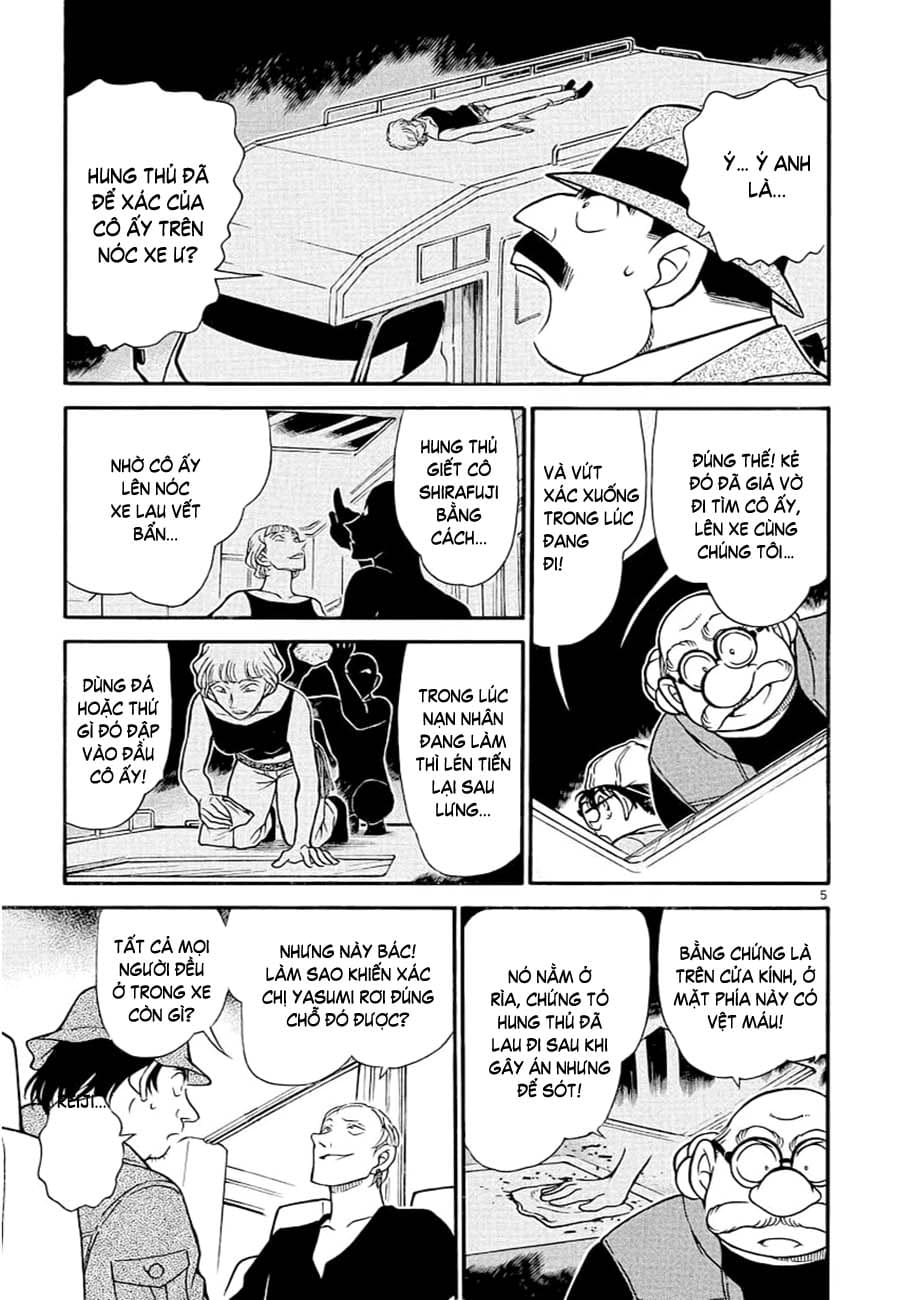 Ý... Ý ANH
LÀ...
HUNG THỦ ĐÃ
ĐỂ XÁC CỦA
CÔ ẤY TRÊN
NÓC XE Ư?
ĐÚNG THẾ! KẺ
ĐÓ ĐÃ GIẢ VỜ
ĐI TÌM CÔ ẤY,
LÊN XE CÙNG
CHÚNG TÔI...
VÀ VỨT
XÁC XUỐNG
TRONG LÚC
ĐANG
ĐI!
HUNG THỦ
GIẾT CÔ
SHIRAFUJI
BẰNG
CÁCH...
NHỜ CÔ ẤY
LÊN NÓC
XE LAU VẾT
BẨN...
TRONG LÚC
NẠN NHÂN
ĐANG LÀM
THÌ LÉN TIẾN
LẠI SAU
LƯNG...
DÙNG ĐÁ
HOẶC THỨ
GÌ ĐÓ ĐẬP
VÀO ĐẦU
CÔ ẤY!
5
BẰNG CHỨNG LÀ
TRÊN CỬA KÍNH, Ở
MẶT PHÍA NÀY CÓ
VỆT MÁU!
NÓ NẰM Ở
RÌA, CHỨNG TỎ
HUNG THỦ ĐÃ
LAU ĐI SAU KHI
GÂY ÁN NHƯNG
ĐỂ SÓT!
NHƯNG NÀY BÁC!
LÀM SAO KHIẾN XÁC
CHỊ YASUMI RƠI ĐÚNG
CHỖ ĐÓ ĐƯỢC?
TẤT CẢ MỌI
NGƯỜI ĐỀU
Ở TRONG XE
CÒN GÌ?
KEIJI...